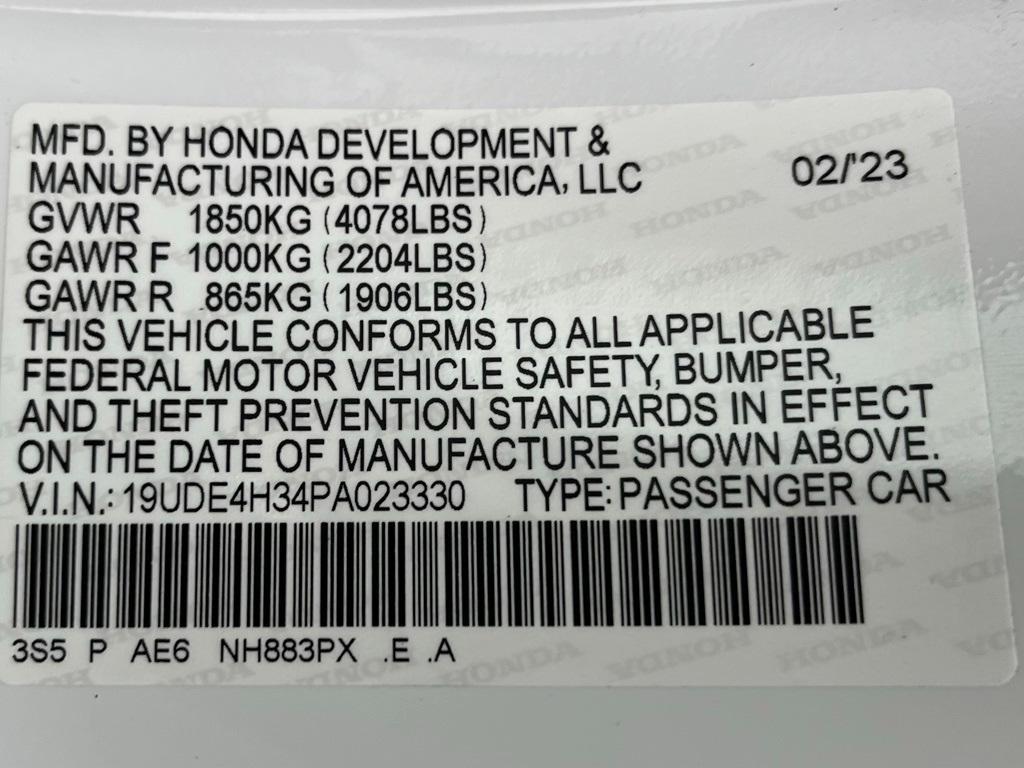 MFD. BY HONDA DEVELOPMENT &
MANUFACTURING OF AMERICA, LLC 02/'23
GVWR 1850KG (4078LBS)
GAWR F 1000KG (2204LBS)
GAWR R 865KG (1906LBS)
THIS VEHICLE CONFORMS TO ALL APPLICABLE
FEDERAL MOTOR VEHICLE SAFETY, BUMPER,
AND THEFT PREVENTION STANDARDS IN EFFECT
ON THE DATE OF MANUFACTURE SHOWN ABOVE.
V.I.N.: 19UDE4H34PA023330 TYPE: PASSENGER CAR
3S5 P AE6 NH883PX .E .A